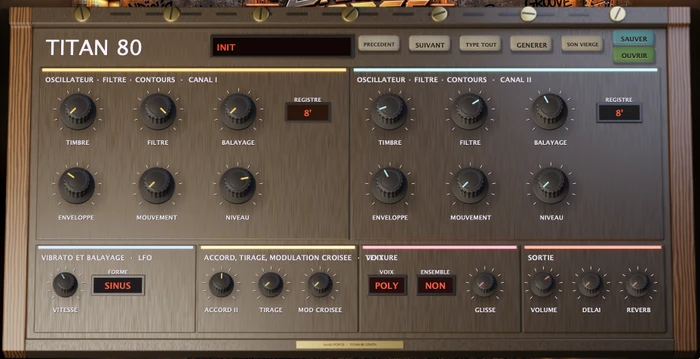 TITAN 80
INIT
PRECEDENT
SUIVANT
TYPE TOUT
GENERER
SON VIERGE
SAUVER
OUVRIR
OSCILLATEUR · FILTRE · CONTOURS · CANAL I
REGISTRE
8'
TIMBRE
FILTRE
BALAYAGE
ENVELOPPE
MOUVEMENT
NIVEAU
OSCILLATEUR · FILTRE · CONTOURS · CANAL II
REGISTRE
8'
TIMBRE
FILTRE
BALAYAGE
ENVELOPPE
MOUVEMENT
NIVEAU
VIBRATO ET BALAYAGE · LFO
FORME
SINUS
VITESSE
ACCORD, TIRAGE, MODULATION CROISEE ·
ACCORD II
TIRAGE
MOD CROISEE
VOIX
POLY
ENSEMBLE
NON
GLISSE
SORTIE
VOLUME
DELAI
REVERB